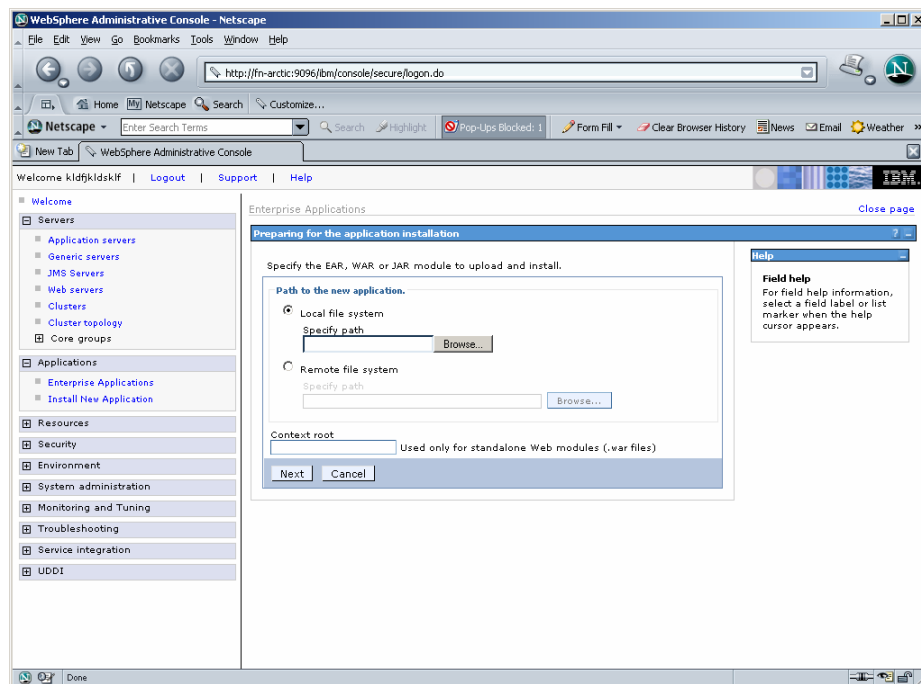 WebSphere Administrative Console - Netscape
File Edit View Go Bookmarks Tools Window Help
http://fn-arctic:9096/ibm/console/secure/logon.do
Home My Netscape Search Customize...
Netscape Enter Search Terms Search Highlight Pop-Ups Blocked: 1 Form Fill Clear Browser History News Email Weather »
New Tab WebSphere Administrative Console
Welcome kldfjkldsklf | Logout | Support | Help IBM.
Welcome
Servers
Application servers
Generic servers
JMS Servers
Web servers
Clusters
Cluster topology
Core groups
Applications
Enterprise Applications
Install New Application
Resources
Security
Environment
System administration
Monitoring and Tuning
Troubleshooting
Service integration
UDDI
Enterprise Applications Close page
Preparing for the application installation ? -
Specify the EAR, WAR or JAR module to upload and install.
Path to the new application.
Local file system
Specify path
Browse...
Remote file system
Specify path
Browse...
Context root
Used only for standalone Web modules (.war files)
Next Cancel
Help
Field help
For field help information,
select a field label or list
marker when the help
cursor appears.
Done